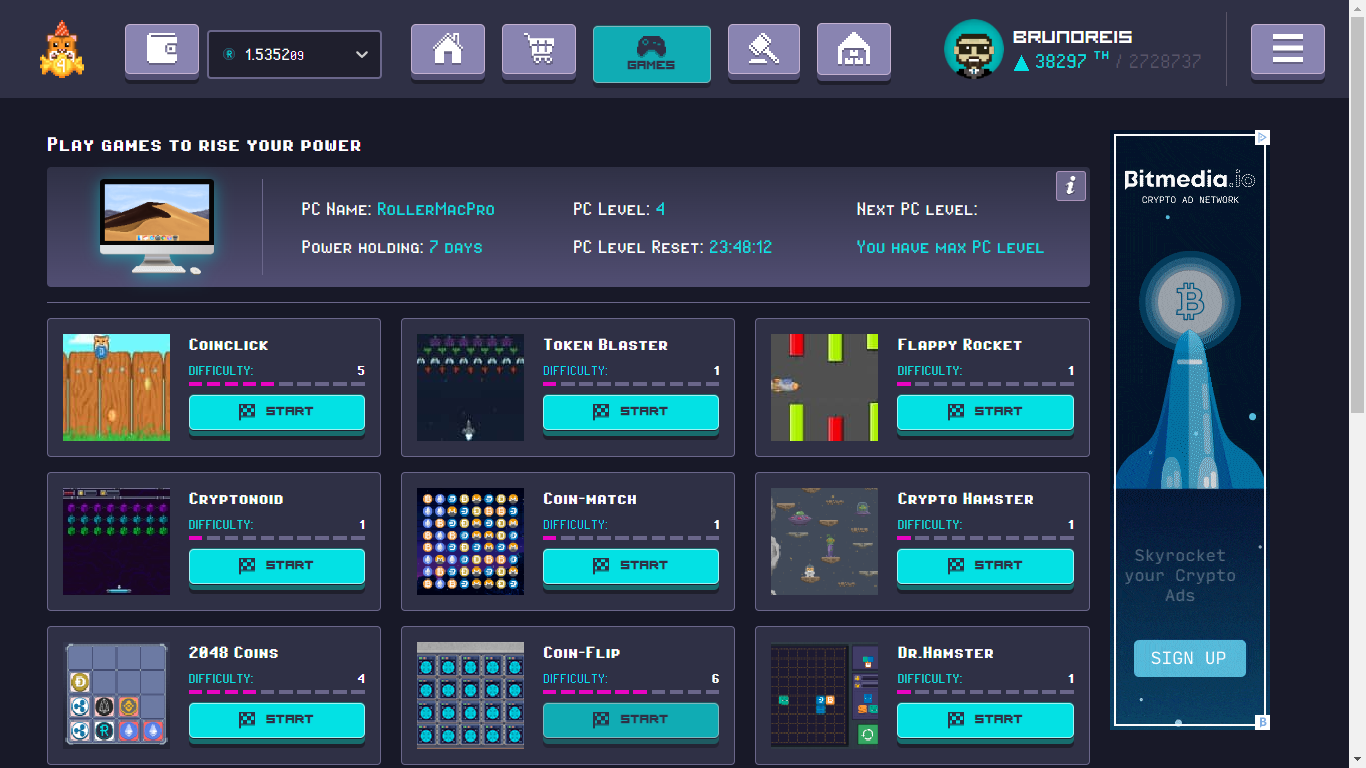 1.535209
GAMES
BRUNOREIS
38297 TH / 2728737
Play games to rise your power
i
PC Name: RollerMacPro
PC Level: 4
Next PC level:
Power holding: 7 days
PC Level Reset: 23:48:12
You have max PC level
Coinclick
DIFFICULTY: 5
START
Token Blaster
DIFFICULTY: 1
START
Flappy Rocket
DIFFICULTY: 1
START
Cryptonoid
DIFFICULTY: 1
START
Coin-match
DIFFICULTY: 1
START
Crypto Hamster
DIFFICULTY: 1
START
2048 Coins
DIFFICULTY: 4
START
Coin-Flip
DIFFICULTY: 6
START
Dr.Hamster
DIFFICULTY: 1
START
Bitmedia.io
CRYPTO AD NETWORK
Skyrocket
your Crypto
Ads
SIGN UP